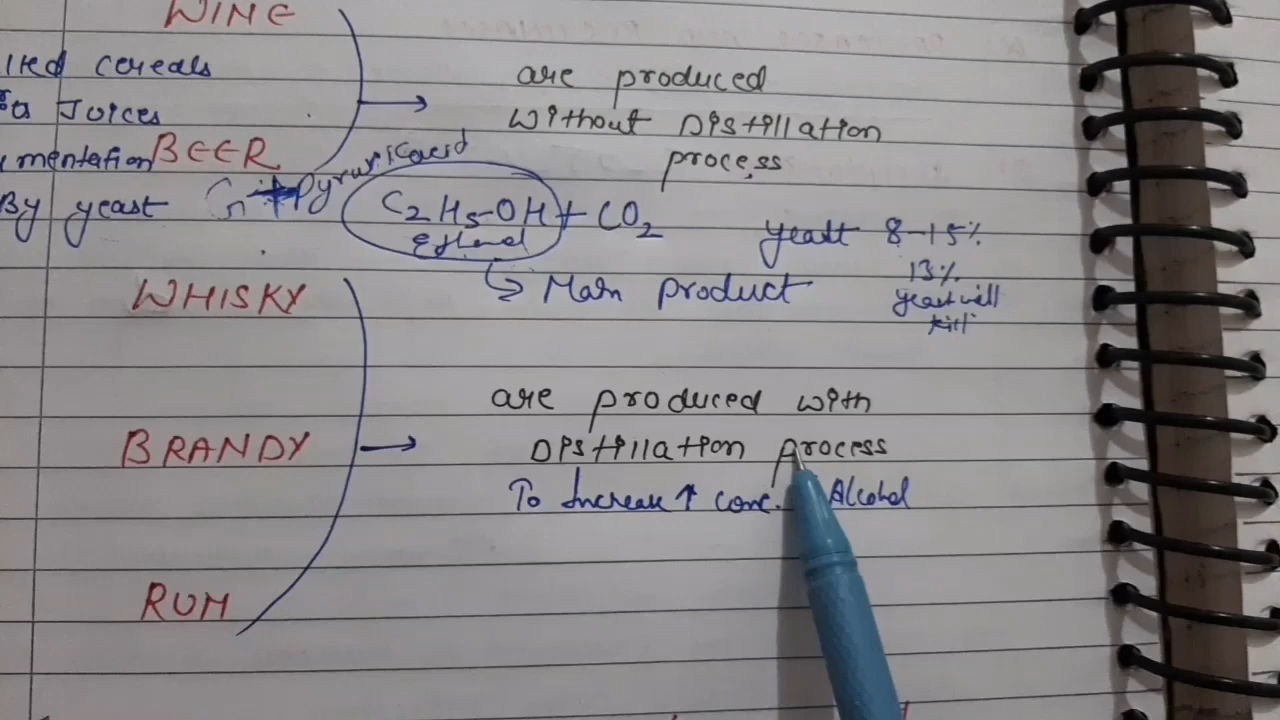 WINE
lted cereals
are produced
Juices
without Distillation
mentation BEER
process
Pyruvic acid
By yeast
C2H5-OH + CO2
yeast 8-15%
Ethanol
13%
WHISKY
Main product
yeast will
kill
are produced with
BRANDY
Distillation process
To Increase ↑ conc. Alcohol
RUM